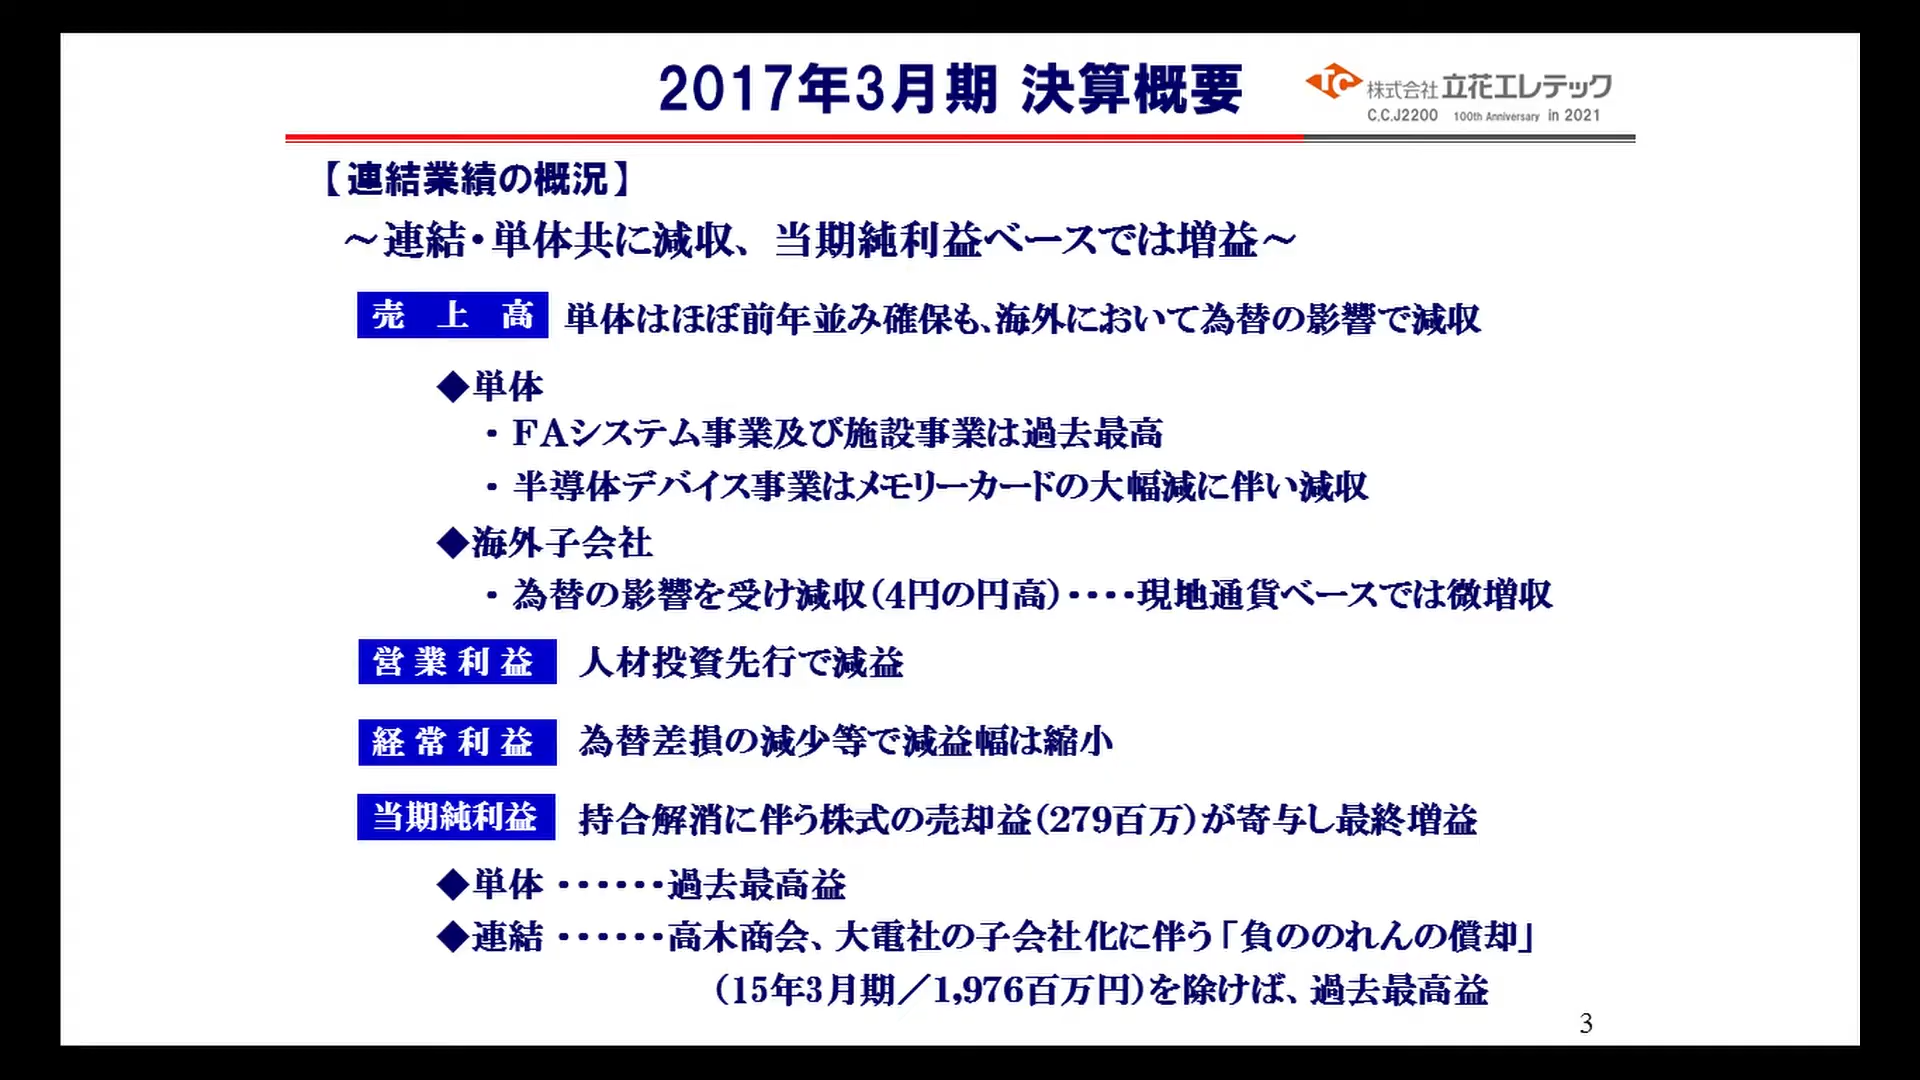 2017年3月期 決算概要
TC 株式会社 立花エレテック
C.C.J2200 100th Anniversary in 2021
【連結業績の概況】
～連結・単体共に減収、当期純利益ベースでは増益～
売上高 単体はほぼ前年並み確保も、海外において為替の影響で減収
◆単体
・FAシステム事業及び施設事業は過去最高
・半導体デバイス事業はメモリーカードの大幅減に伴い減収
◆海外子会社
・為替の影響を受け減収（4円の円高）・・・・現地通貨ベースでは微増収
営業利益 人材投資先行で減益
経常利益 為替差損の減少等で減益幅は縮小
当期純利益 持合解消に伴う株式の売却益（279百万）が寄与し最終増益
◆単体 ・・・・・・過去最高益
◆連結 ・・・・・・高木商会、大電社の子会社化に伴う「負ののれんの償却」
（15年3月期／1,976百万円）を除けば、過去最高益
3